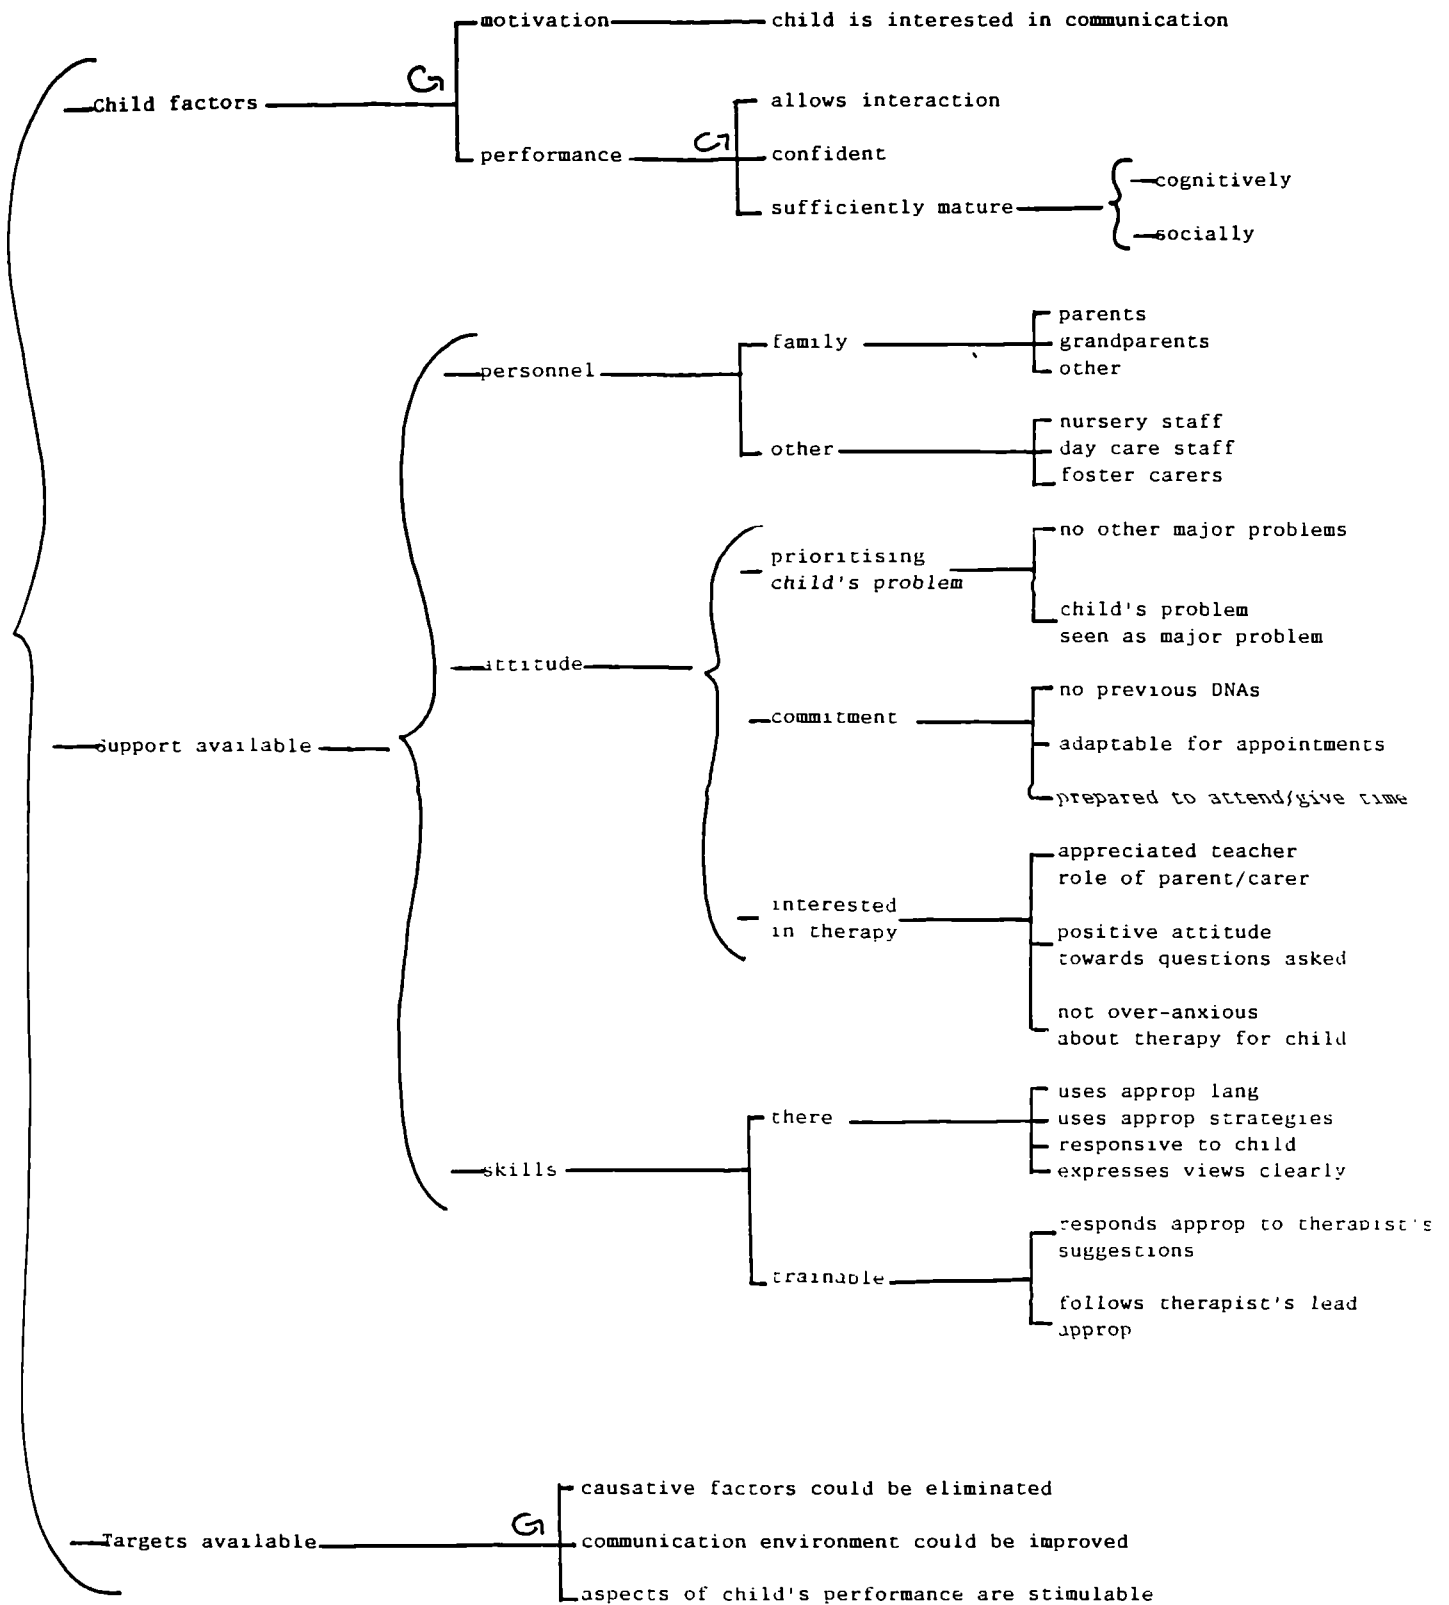 motivation child is interested in communication
Child factors
allows interaction
performance confident
cognitively
sufficiently mature
socially
parents
family grandparents
personnel other
nursery staff
other day care staff
foster carers
no other major problems
prioritising
child's problem
child's problem
seen as major problem
attitude
no previous DNAs
commitment
Support available adaptable for appointments
prepared to attend/give time
appreciated teacher
role of parent/carer
interested
in therapy positive attitude
towards questions asked
not over-anxious
about therapy for child
uses approp lang
there uses approp strategies
responsive to child
skills expresses views clearly
responds approp to therapist's
suggestions
trainable
follows therapist's lead
approp
causative factors could be eliminated
Targets available communication environment could be improved
aspects of child's performance are stimulable